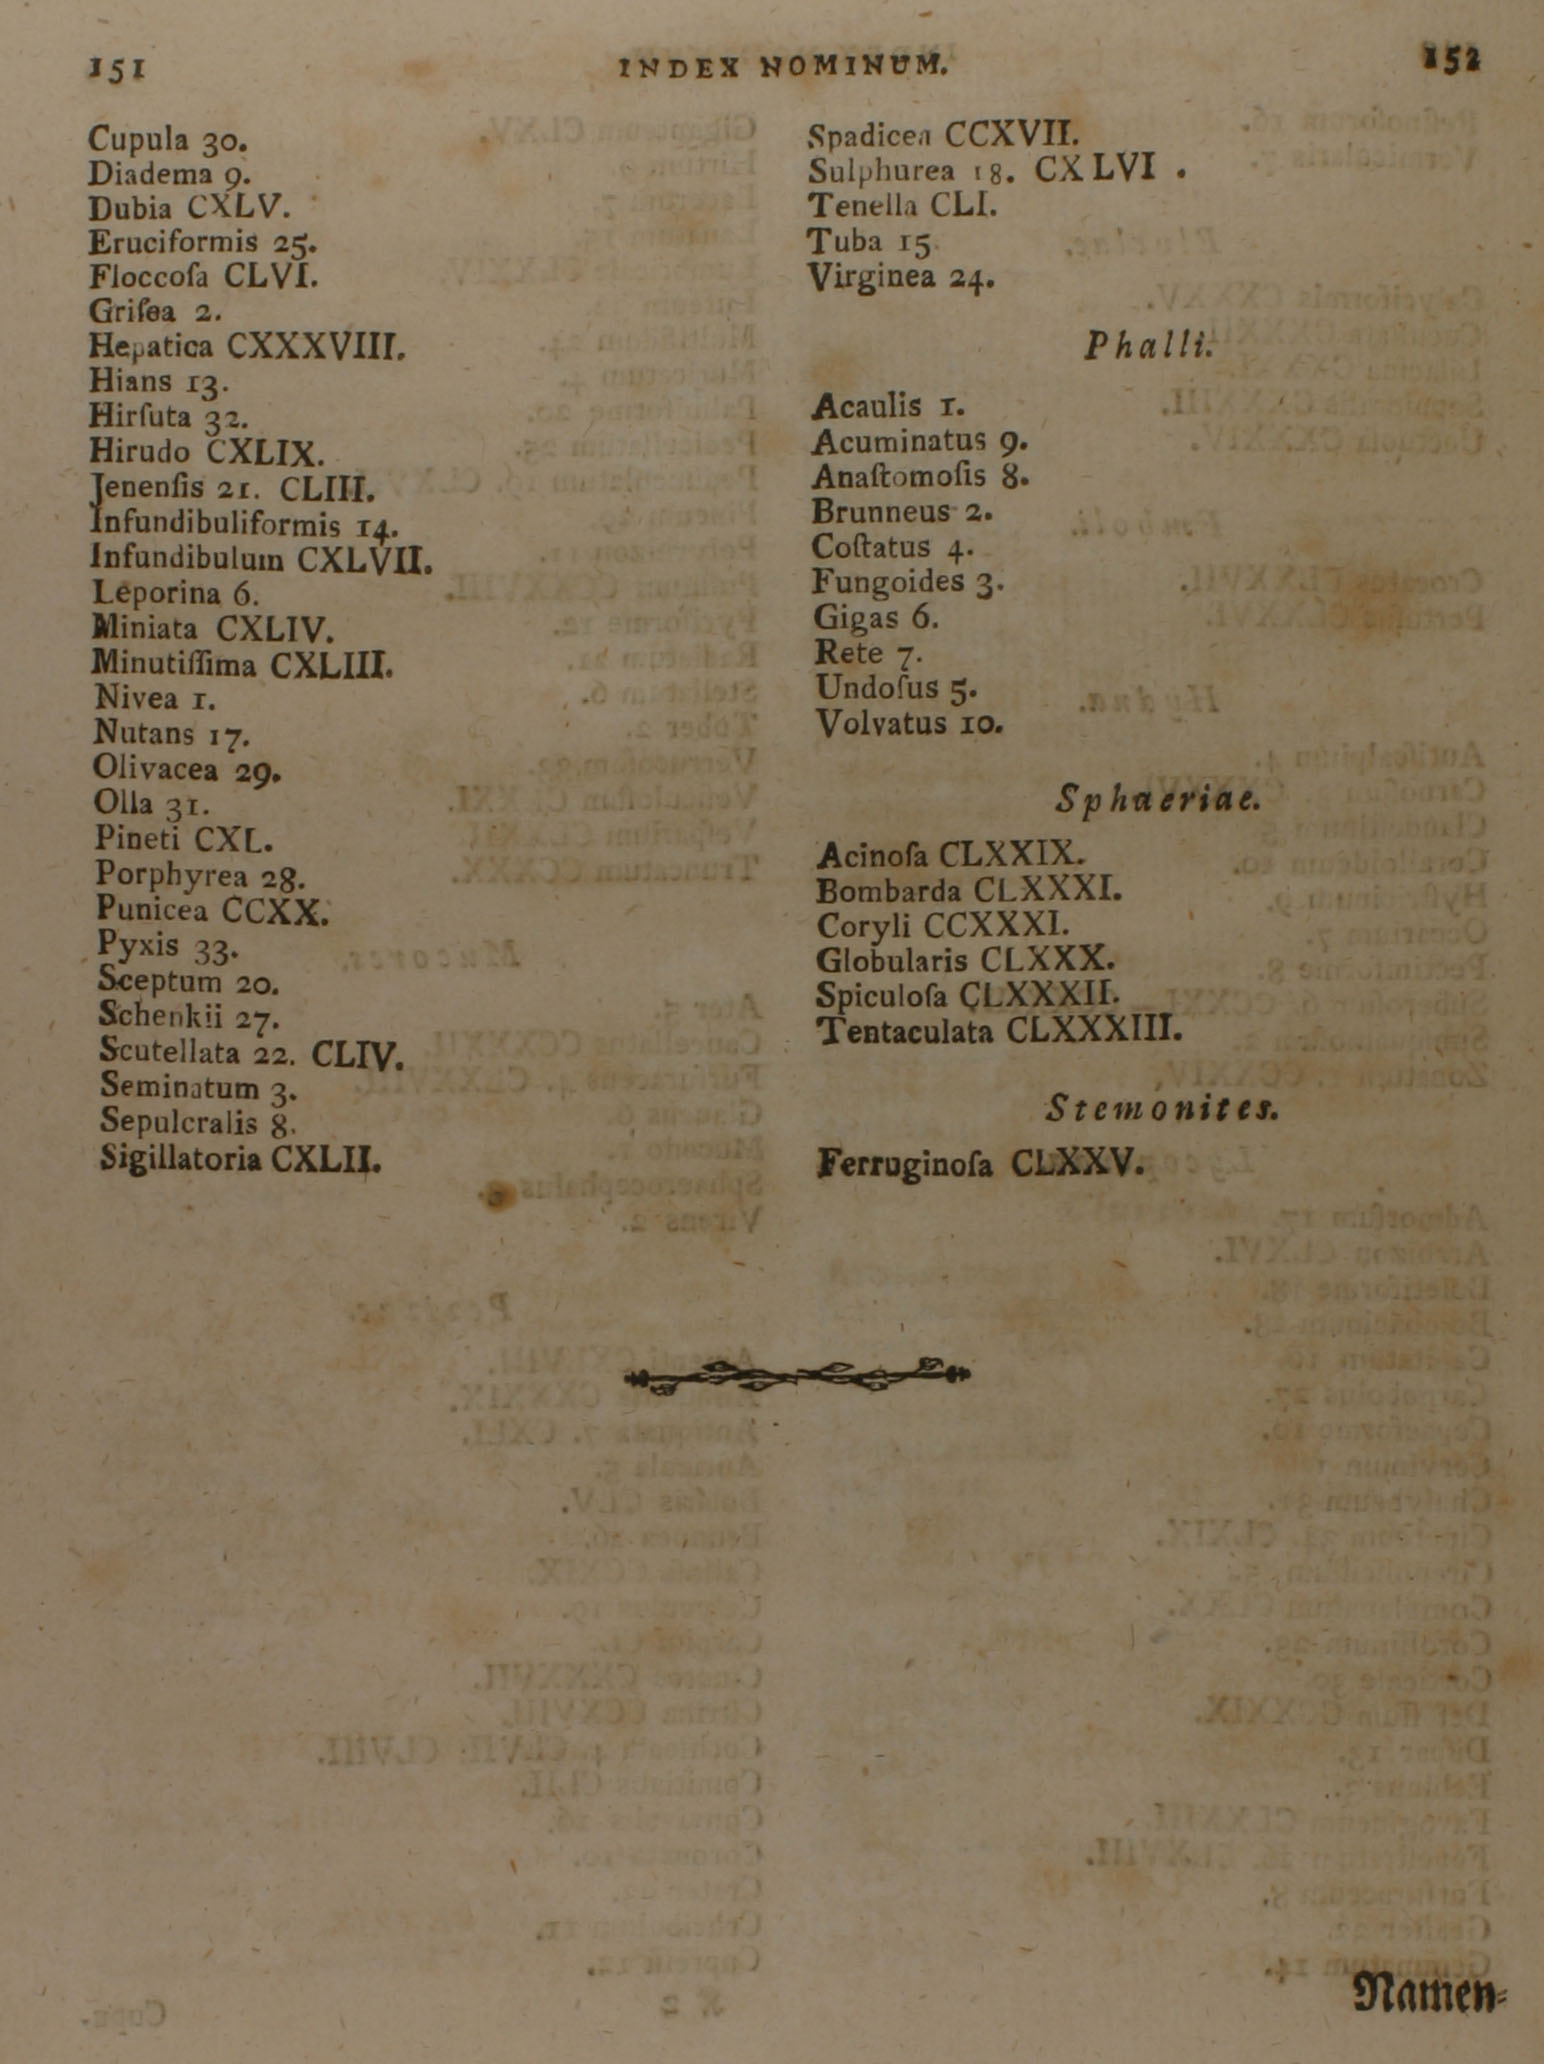 151
INDEX NOMINUM.
152
Cupula 30.
Diadema 9.
Dubia CXLV.
Eruciformis 25.
Floccoſa CLVI.
Griſea 2.
Hepatica CXXXVIII.
Hians 13.
Hirſuta 32.
Hirudo CXLIX.
Jenenſis 21. CLIII.
Infundibuliformis 14.
Infundibulum CXLVII.
Leporina 6.
Miniata CXLIV.
Minutiſſima CXLIII.
Nivea 1.
Nutans 17.
Olivacea 29.
Olla 31.
Pineti CXL.
Porphyrea 28.
Punicea CCXX.
Pyxis 33.
Sceptum 20.
Schenkii 27.
Scutellata 22. CLIV.
Seminatum 3.
Sepulcralis 8.
Sigillatoria CXLII.
Spadicea CCXVII.
Sulphurea 18. CXLVI .
Tenella CLI.
Tuba 15.
Virginea 24.
Phalli.
Acaulis 1.
Acuminatus 9.
Anaſtomoſis 8.
Brunneus 2.
Coſtatus 4.
Fungoides 3.
Gigas 6.
Rete 7.
Undoſus 5.
Volvatus 10.
Sphaeriae.
Acinoſa CLXXIX.
Bombarda CLXXXI.
Coryli CCXXXI.
Globularis CLXXX.
Spiculoſa CLXXXII.
Tentaculata CLXXXIII.
Stemonites.
Ferruginoſa CLXXV.
Namen-